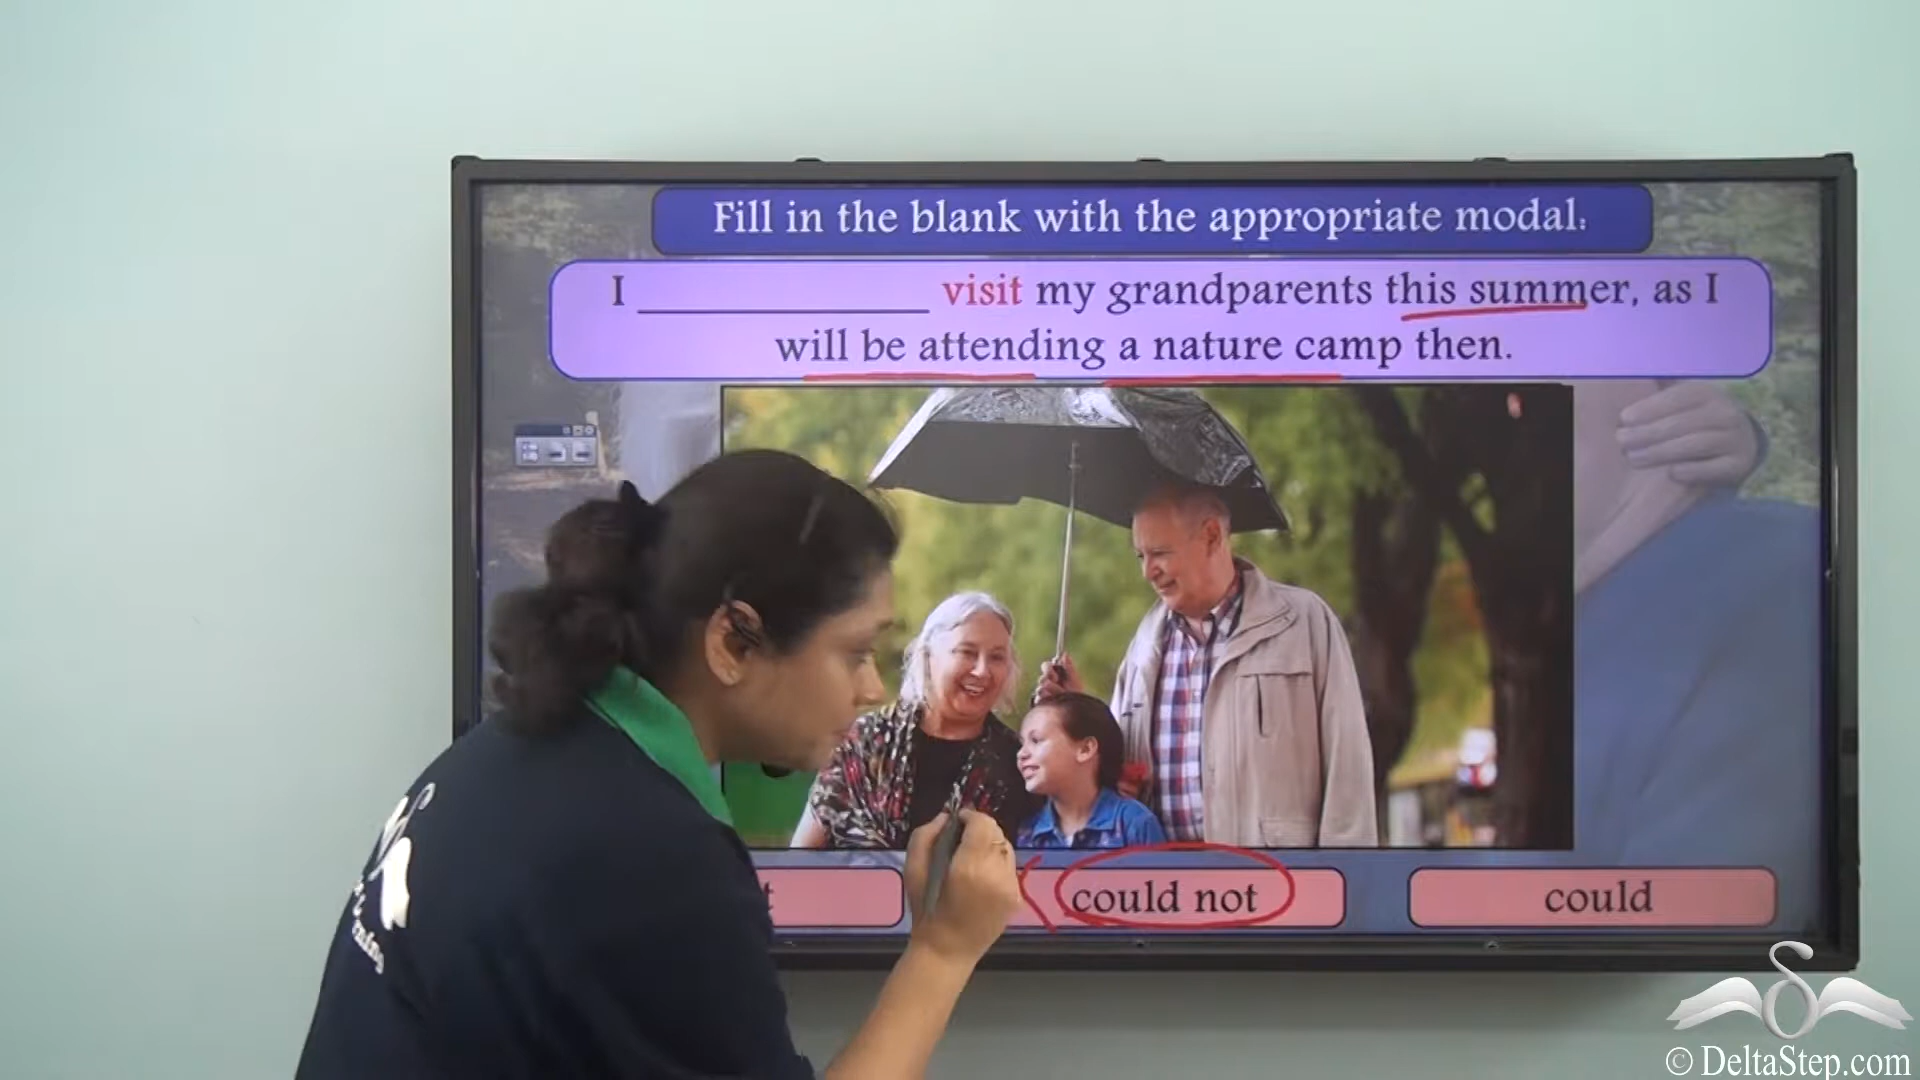 Fill in the blank with the appropriate modal:
I ______________ visit my grandparents this summer, as I
will be attending a nature camp then.
could not
could
© DeltaStep.com